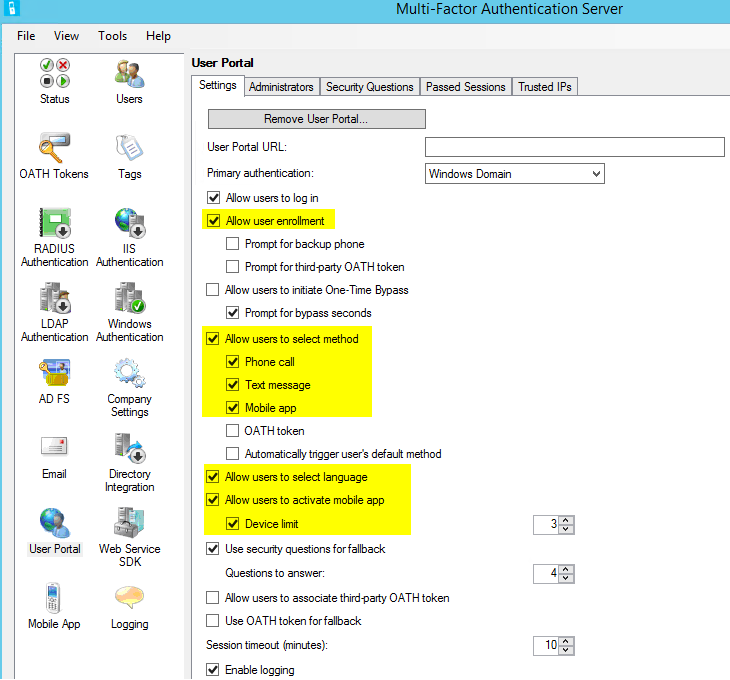 Multi-Factor Authentication Server
File View Tools Help
Status
Users
OATH Tokens
Tags
RADIUS
Authentication
IIS
Authentication
LDAP
Authentication
Windows
Authentication
AD FS
Company
Settings
Email
Directory
Integration
User Portal
Web Service
SDK
Mobile App
Logging
User Portal
Settings Administrators Security Questions Passed Sessions Trusted IPs
Remove User Portal...
User Portal URL:
Primary authentication: Windows Domain
Allow users to log in
Allow user enrollment
Prompt for backup phone
Prompt for third-party OATH token
Allow users to initiate One-Time Bypass
Prompt for bypass seconds
Allow users to select method
Phone call
Text message
Mobile app
OATH token
Automatically trigger user's default method
Allow users to select language
Allow users to activate mobile app
Device limit 3
Use security questions for fallback
Questions to answer: 4
Allow users to associate third-party OATH token
Use OATH token for fallback
Session timeout (minutes): 10
Enable logging